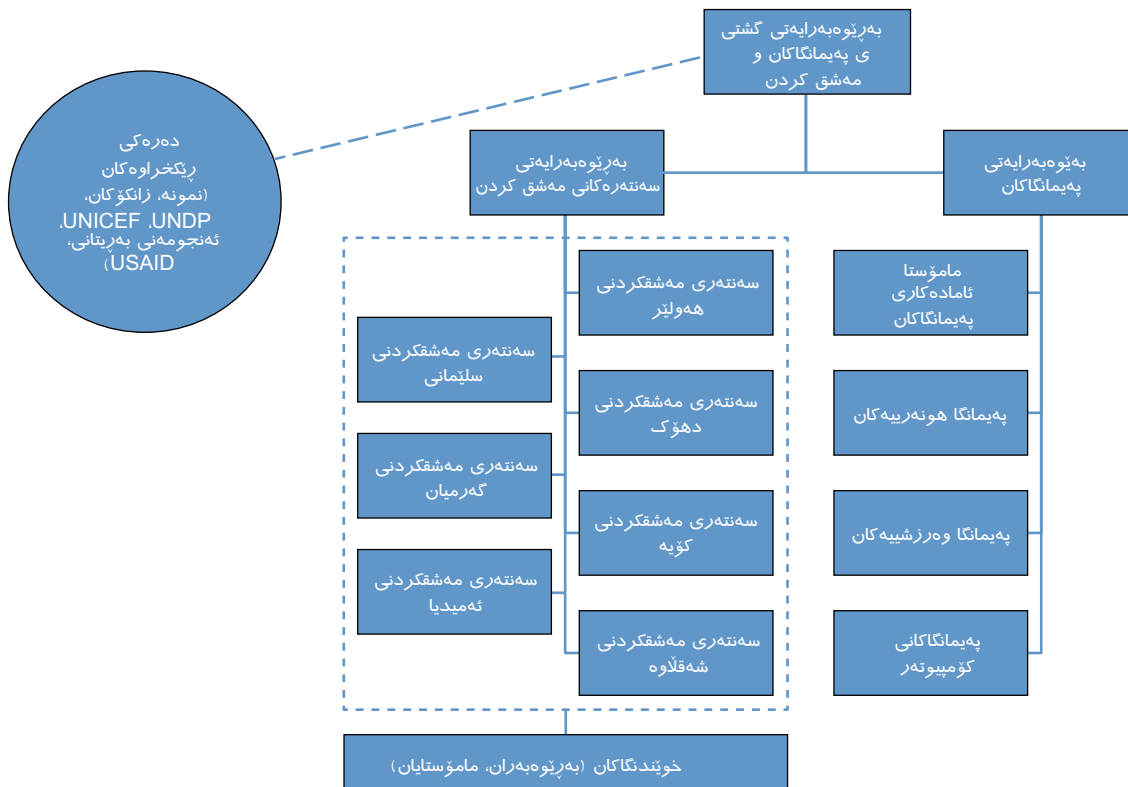 بەڕێوەبەرایەتی گشتی
ی پەیمانگاکان و
مەشق کردن
دەرەکی
ڕێکخراوەکان
(نمونە، زانکۆکان،
UNICEF ،UNDP،
ئەنجومەنی بەریتانی،
USAID)
بەڕێوەبەرایەتی
سەنتەرەکانی مەشق کردن
بەێوەبەرایەتی
پەیمانگاکان
مامۆستا
ئامادەکاری
پەیمانگاکان
پەیمانگا هونەرییەکان
پەیمانگا وەرزشییەکان
پەیمانگاکانی
کۆمپیوتەر
سەنتەری مەشقکردنی
هەولێر
سەنتەری مەشقکردنی
دهۆک
سەنتەری مەشقکردنی
کۆیە
سەنتەری مەشقکردنی
شەقڵاوە
سەنتەری مەشقکردنی
سلێمانی
سەنتەری مەشقکردنی
گەرمیان
سەنتەری مەشقکردنی
ئەمیدیا
خوێندنگاکان (بەڕێوەبەران، مامۆستایان)